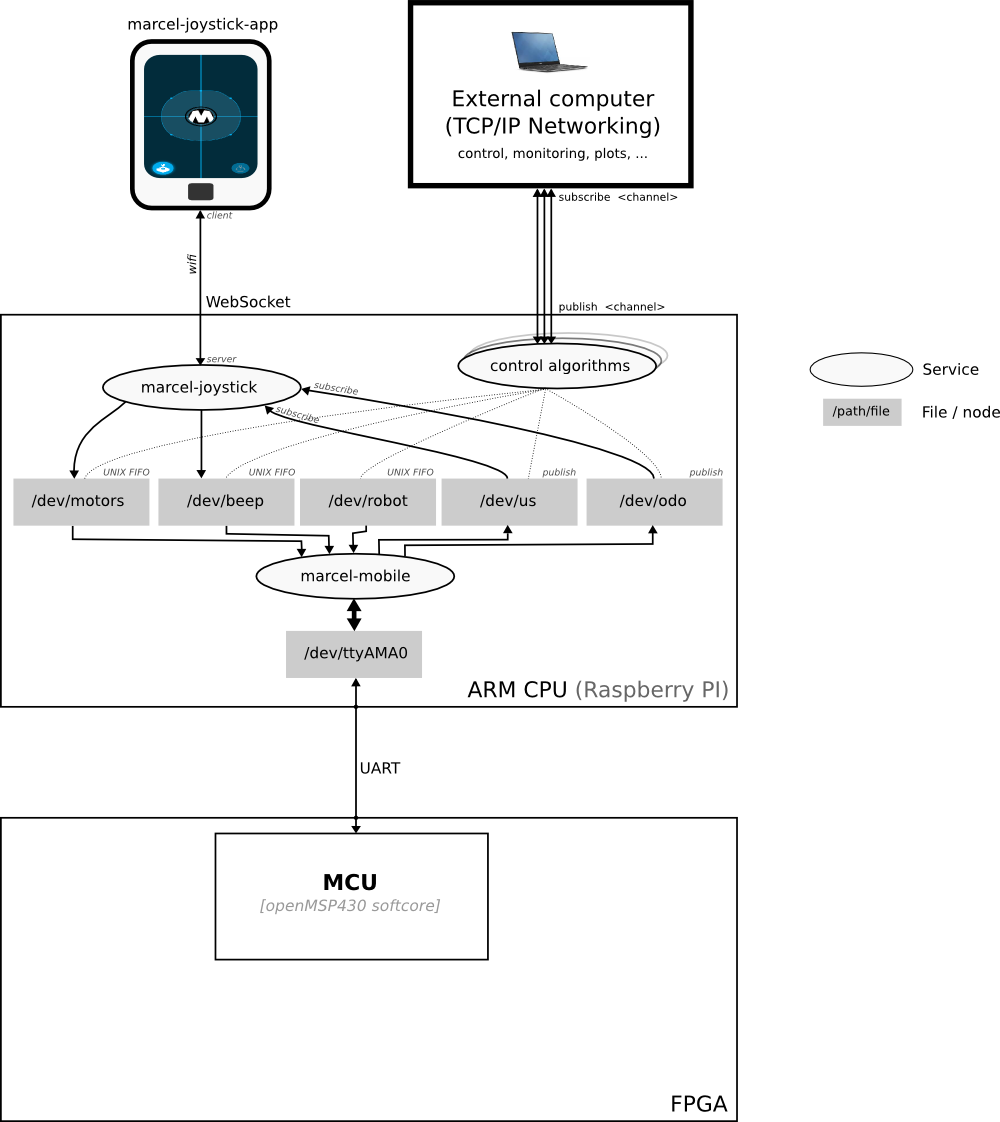 marcel-joystick-app
External computer
(TCP/IP Networking)
control, monitoring, plots, ...
client
subscribe <channel>
wifi
WebSocket
publish <channel>
server
marcel-joystick
control algorithms
Service
/path/file
File / node
subscribe
subscribe
UNIX FIFO
UNIX FIFO
UNIX FIFO
publish
publish
/dev/motors
/dev/beep
/dev/robot
/dev/us
/dev/odo
marcel-mobile
/dev/ttyAMA0
ARM CPU (Raspberry PI)
UART
MCU
[openMSP430 softcore]
FPGA